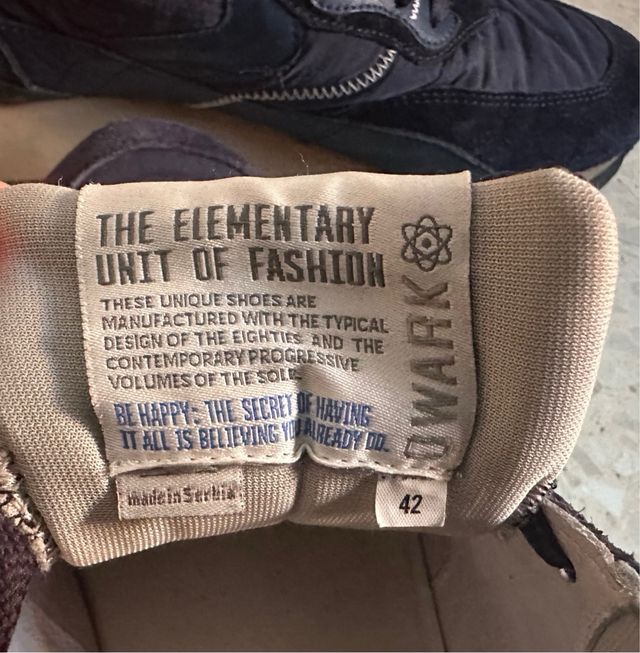 THE ELEMENTARY
UNIT OF FASHION
THESE UNIQUE SHOES ARE
MANUFACTURED WITH THE TYPICAL
DESIGN OF THE EIGHTIES AND THE
CONTEMPORARY PROGRESSIVE
VOLUMES OF THE SOLE.
BE HAPPY: THE SECRET OF HAVING
IT ALL IS BELIEVING YOU ALREADY DO.
QWARK
made in Serbia
42